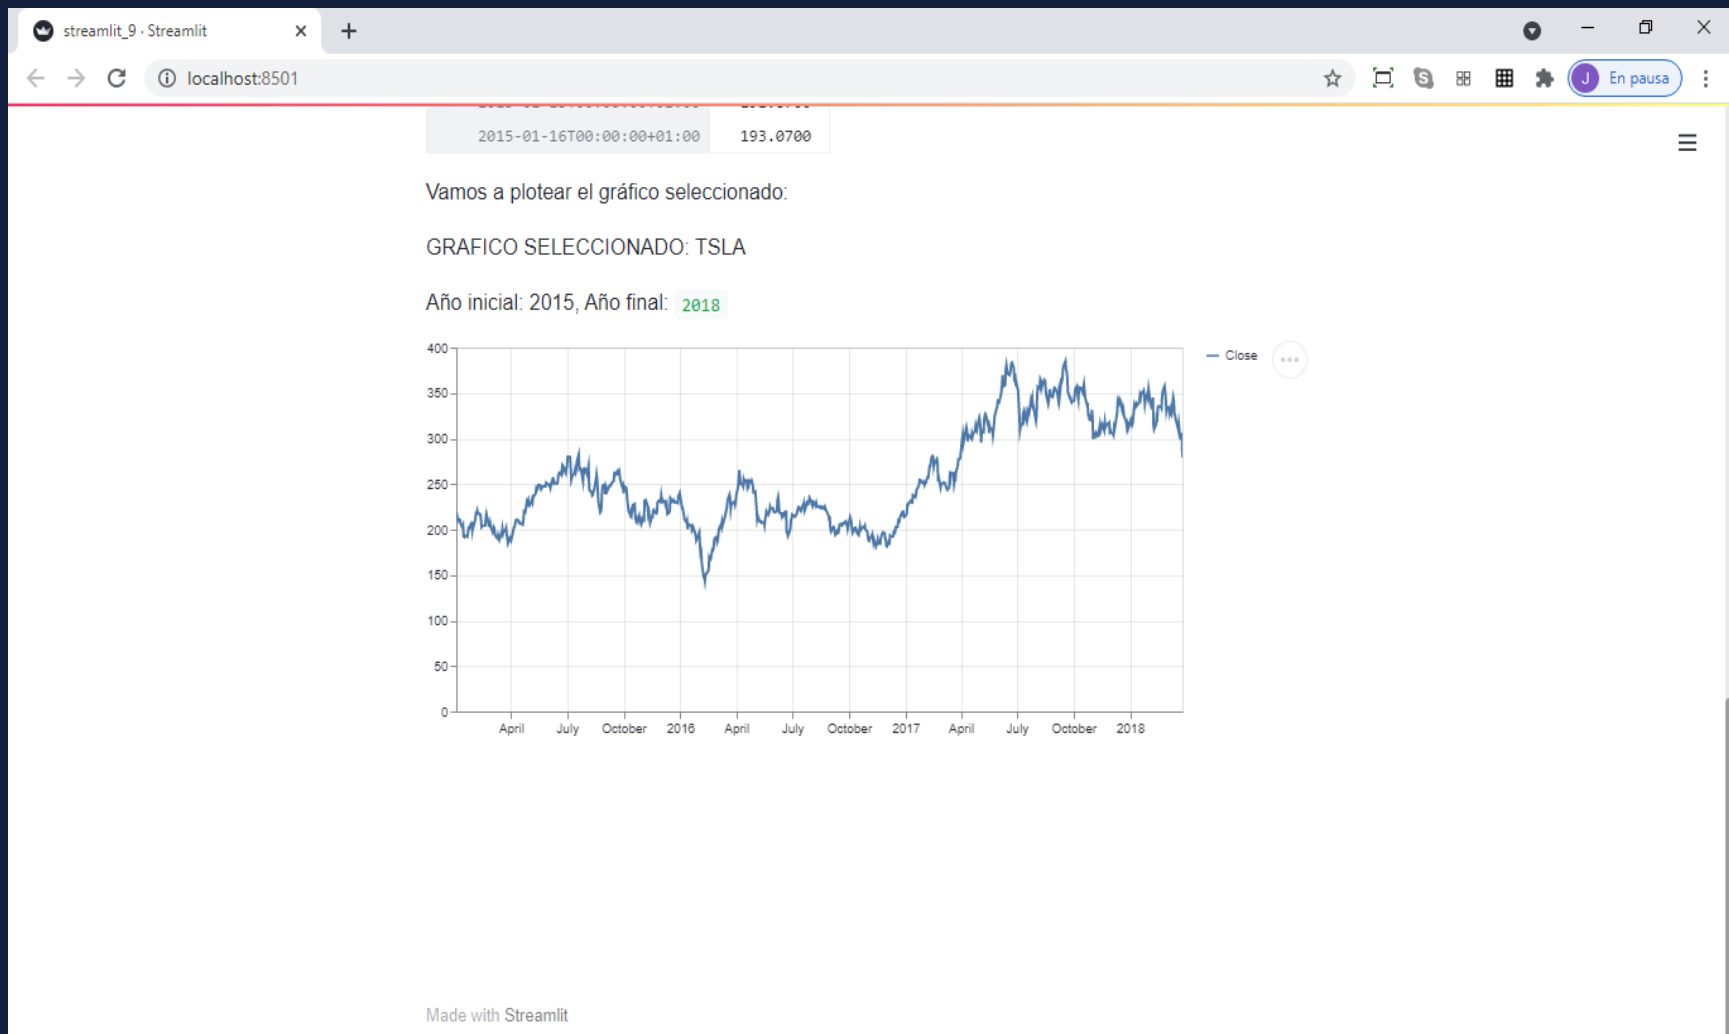 streamlit_9 · Streamlit
localhost:8501
En pausa
J
2015-01-16T00:00:00+01:00 193.0700
Vamos a plotear el gráfico seleccionado:
GRAFICO SELECCIONADO: TSLA
Año inicial: 2015, Año final: 2018
400
350
300
250
200
150
100
50
0
Close
April July October 2016 April July October 2017 April July October 2018
Made with Streamlit